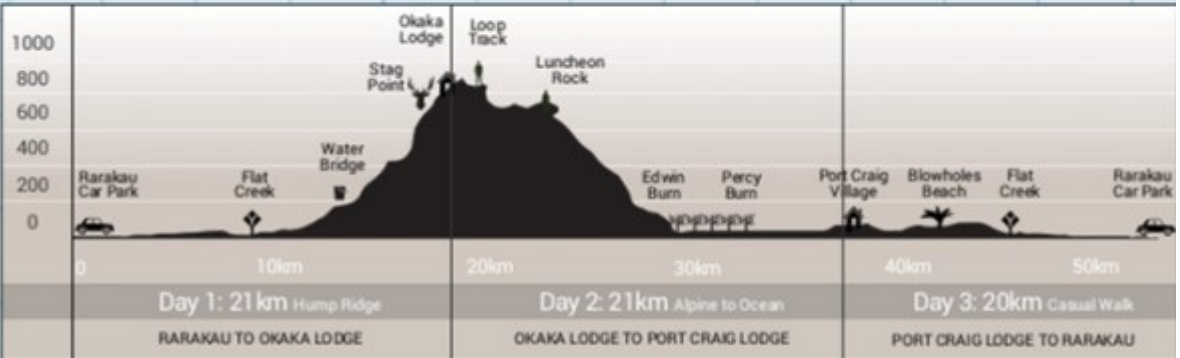 1000
800
600
400
200
0
Rarakau
Car Park
Flat
Creek
Water
Bridge
Stag
Point
Okaka
Lodge
Loop
Track
Luncheon
Rock
Edwin
Burn
Percy
Burn
Port Craig
Village
Blowholes
Beach
Flat
Creek
Rarakau
Car Park
0 10km 20km 30km 40km 50km
Day 1: 21km Hump Ridge
Day 2: 21km Alpine to Ocean
Day 3: 20km Casual Walk
RARAKAU TO OKAKA LODGE
OKAKA LODGE TO PORT CRAIG LODGE
PORT CRAIG LODGE TO RARAKAU